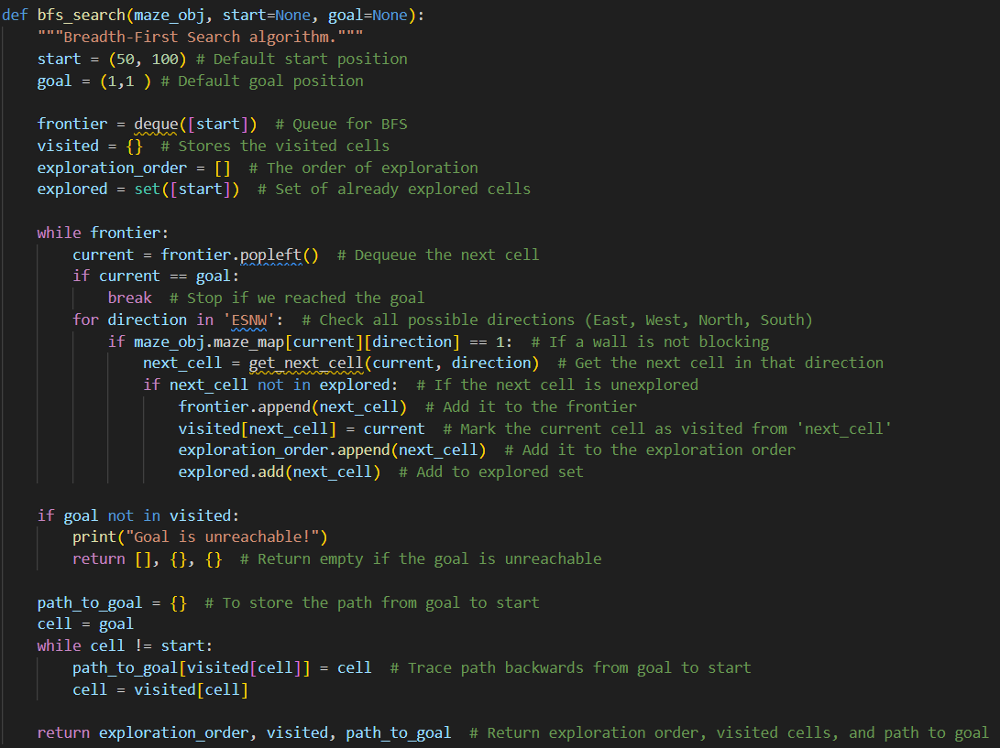 def bfs_search(maze_obj, start=None, goal=None):
    """Breadth-First Search algorithm."""
    start = (50, 100) # Default start position
    goal = (1,1 ) # Default goal position

    frontier = deque([start])  # Queue for BFS
    visited = {}  # Stores the visited cells
    exploration_order = []  # The order of exploration
    explored = set([start])  # Set of already explored cells

    while frontier:
        current = frontier.popleft()  # Dequeue the next cell
        if current == goal:
            break  # Stop if we reached the goal
        for direction in 'ESNW':  # Check all possible directions (East, West, North, South)
            if maze_obj.maze_map[current][direction] == 1:  # If a wall is not blocking
                next_cell = get_next_cell(current, direction)  # Get the next cell in that direction
                if next_cell not in explored:  # If the next cell is unexplored
                    frontier.append(next_cell)  # Add it to the frontier
                    visited[next_cell] = current  # Mark the current cell as visited from 'next_cell'
                    exploration_order.append(next_cell)  # Add it to the exploration order
                    explored.add(next_cell)  # Add to explored set

    if goal not in visited:
        print("Goal is unreachable!")
        return [], {}, {}  # Return empty if the goal is unreachable

    path_to_goal = {}  # To store the path from goal to start
    cell = goal
    while cell != start:
        path_to_goal[visited[cell]] = cell  # Trace path backwards from goal to start
        cell = visited[cell]

    return exploration_order, visited, path_to_goal  # Return exploration order, visited cells, and path to goal